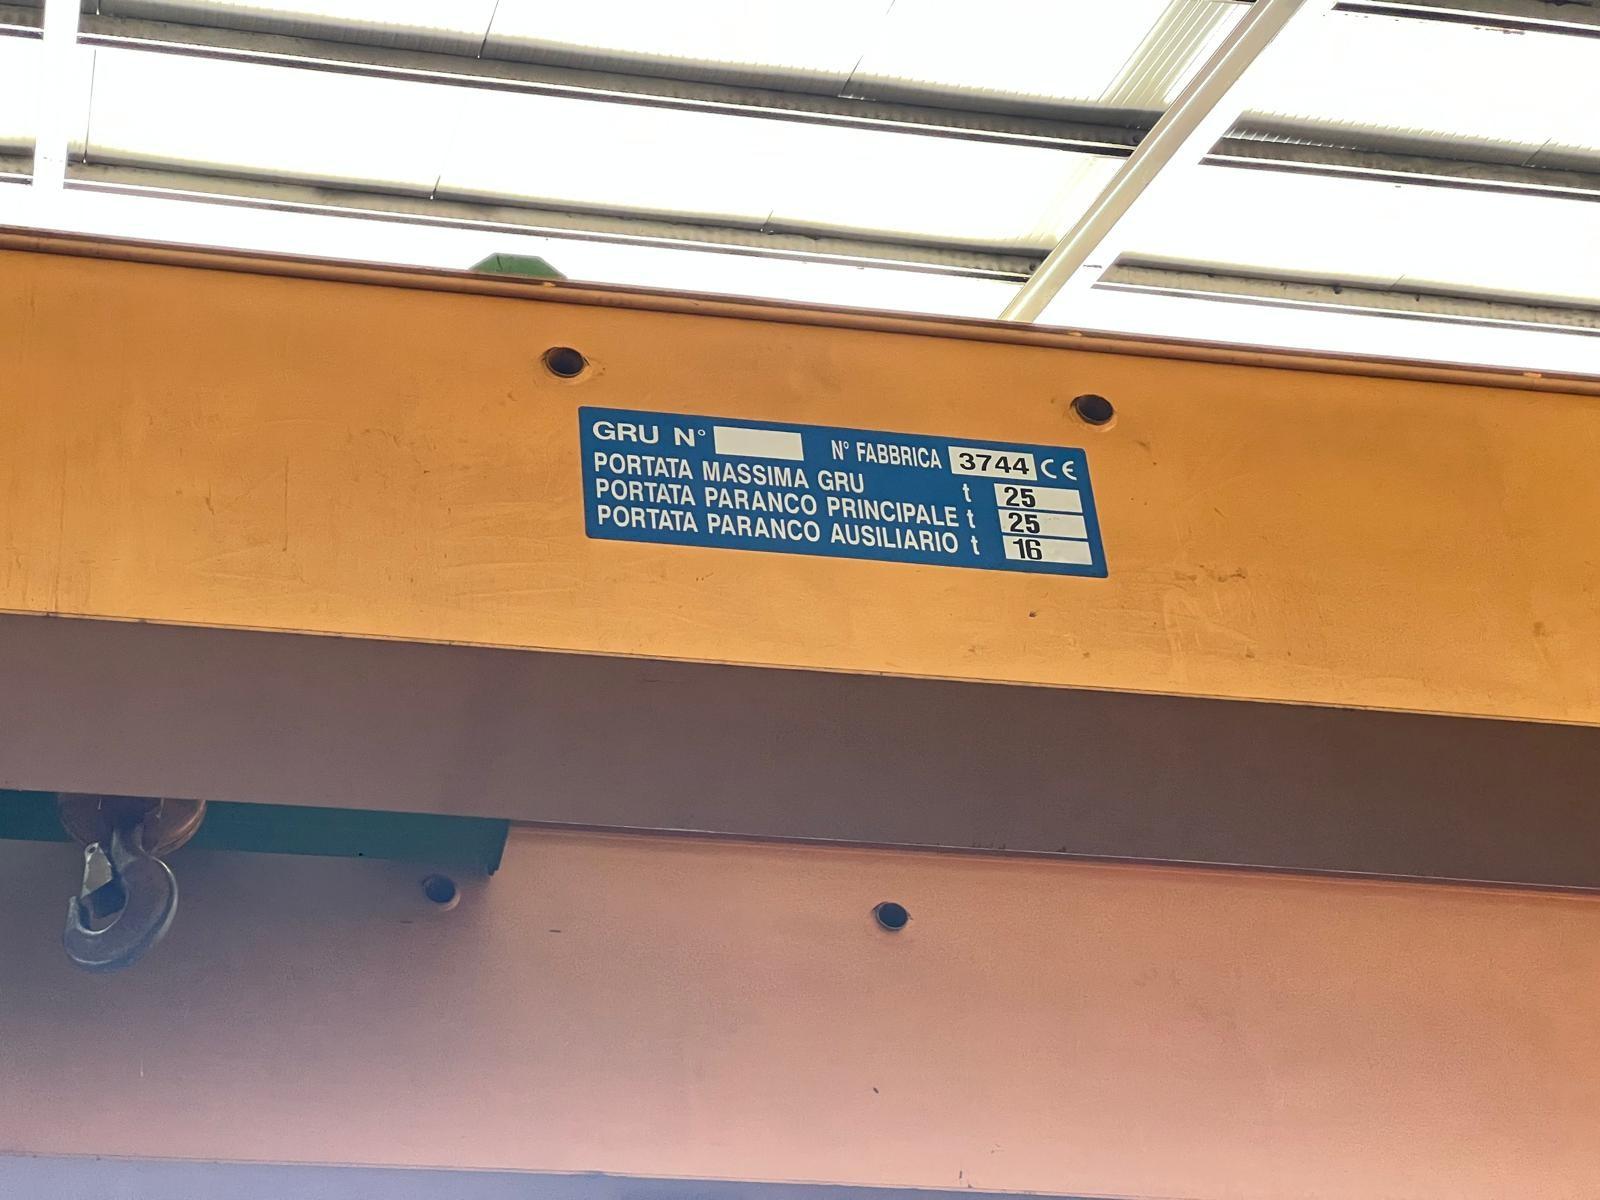 GRU N° N° FABBRICA 3744 CE
PORTATA MASSIMA GRU t 25
PORTATA PARANCO PRINCIPALE t 25
PORTATA PARANCO AUSILIARIO t 16